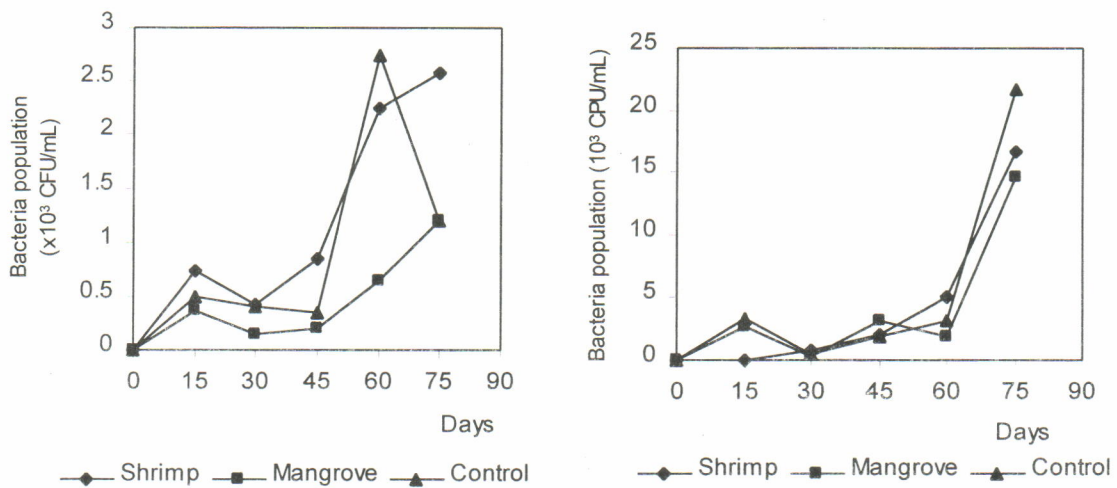 Bacteria population
(x10³ CFU/mL)
3
2.5
2
1.5
1
0.5
0
0 15 30 45 60 75 90
Days
Shrimp Mangrove Control
Bacteria population (10³ CPU/mL)
25
20
15
10
5
0
0 15 30 45 60 75 90
Days
Shrimp Mangrove Control